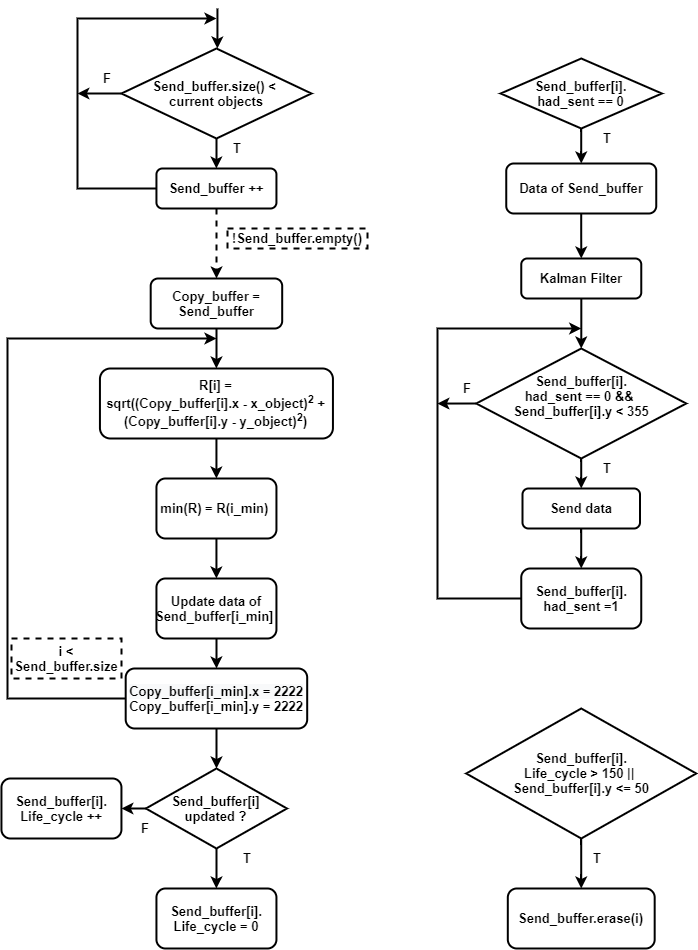 Send_buffer.size() <
current objects
F
T
Send_buffer ++
!Send_buffer.empty()
Copy_buffer =
Send_buffer
R[i] =
sqrt((Copy_buffer[i].x - x_object)² +
(Copy_buffer[i].y - y_object)²)
min(R) = R(i_min)
Update data of
Send_buffer[i_min]
i <
Send_buffer.size
Copy_buffer[i_min].x = 2222
Copy_buffer[i_min].y = 2222
Send_buffer[i]
updated ?
F
Send_buffer[i].
Life_cycle ++
T
Send_buffer[i].
Life_cycle = 0
Send_buffer[i].
had_sent == 0
T
Data of Send_buffer
Kalman Filter
Send_buffer[i].
had_sent == 0 &&
Send_buffer[i].y < 355
F
T
Send data
Send_buffer[i].
had_sent =1
Send_buffer[i].
Life_cycle > 150 ||
Send_buffer[i].y <= 50
T
Send_buffer.erase(i)